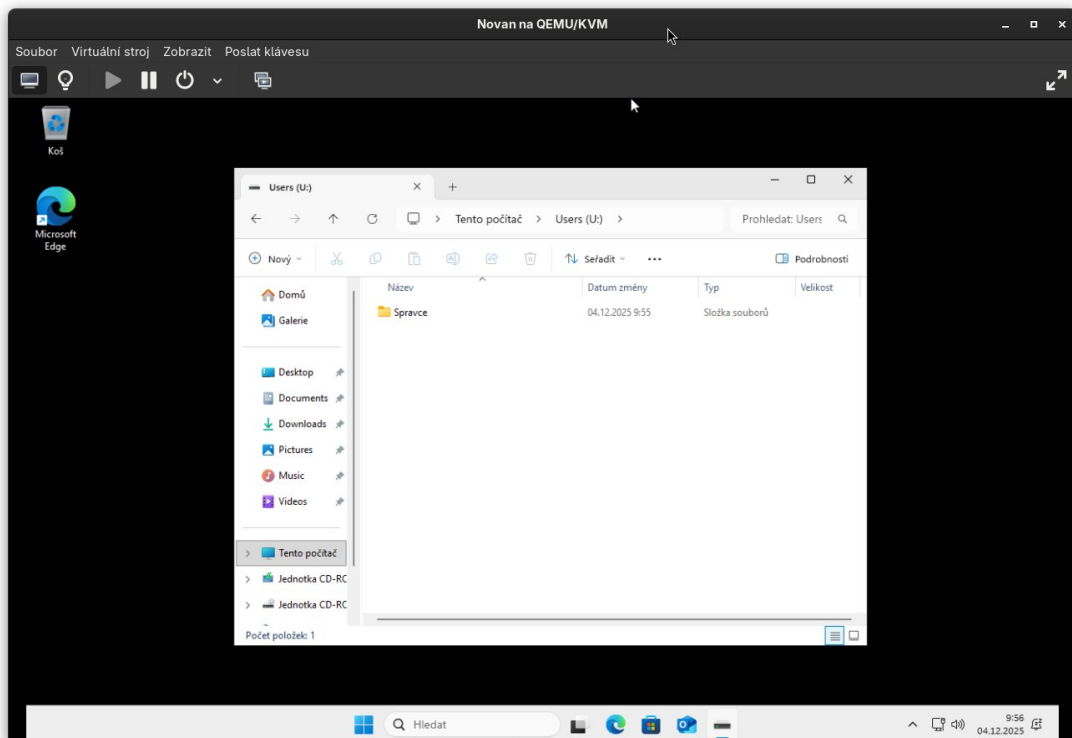 Novan na QEMU/KVM
Soubor Virtuální stroj Zobrazit Poslat klávesu
Koš
Microsoft
Edge
Users (U:)
Tento počítač > Users (U:) >
Prohledat: Users
Nový
Seřadit
Podrobnosti
Domů
Galerie
Desktop
Documents
Downloads
Pictures
Music
Videos
Tento počítač
Jednotka CD-RO
Jednotka CD-RO
Název Datum změny Typ Velikost
Spravce 04.12.2025 9:55 Složka souborů
Počet položek: 1
Hledat
9:56
04.12.2025